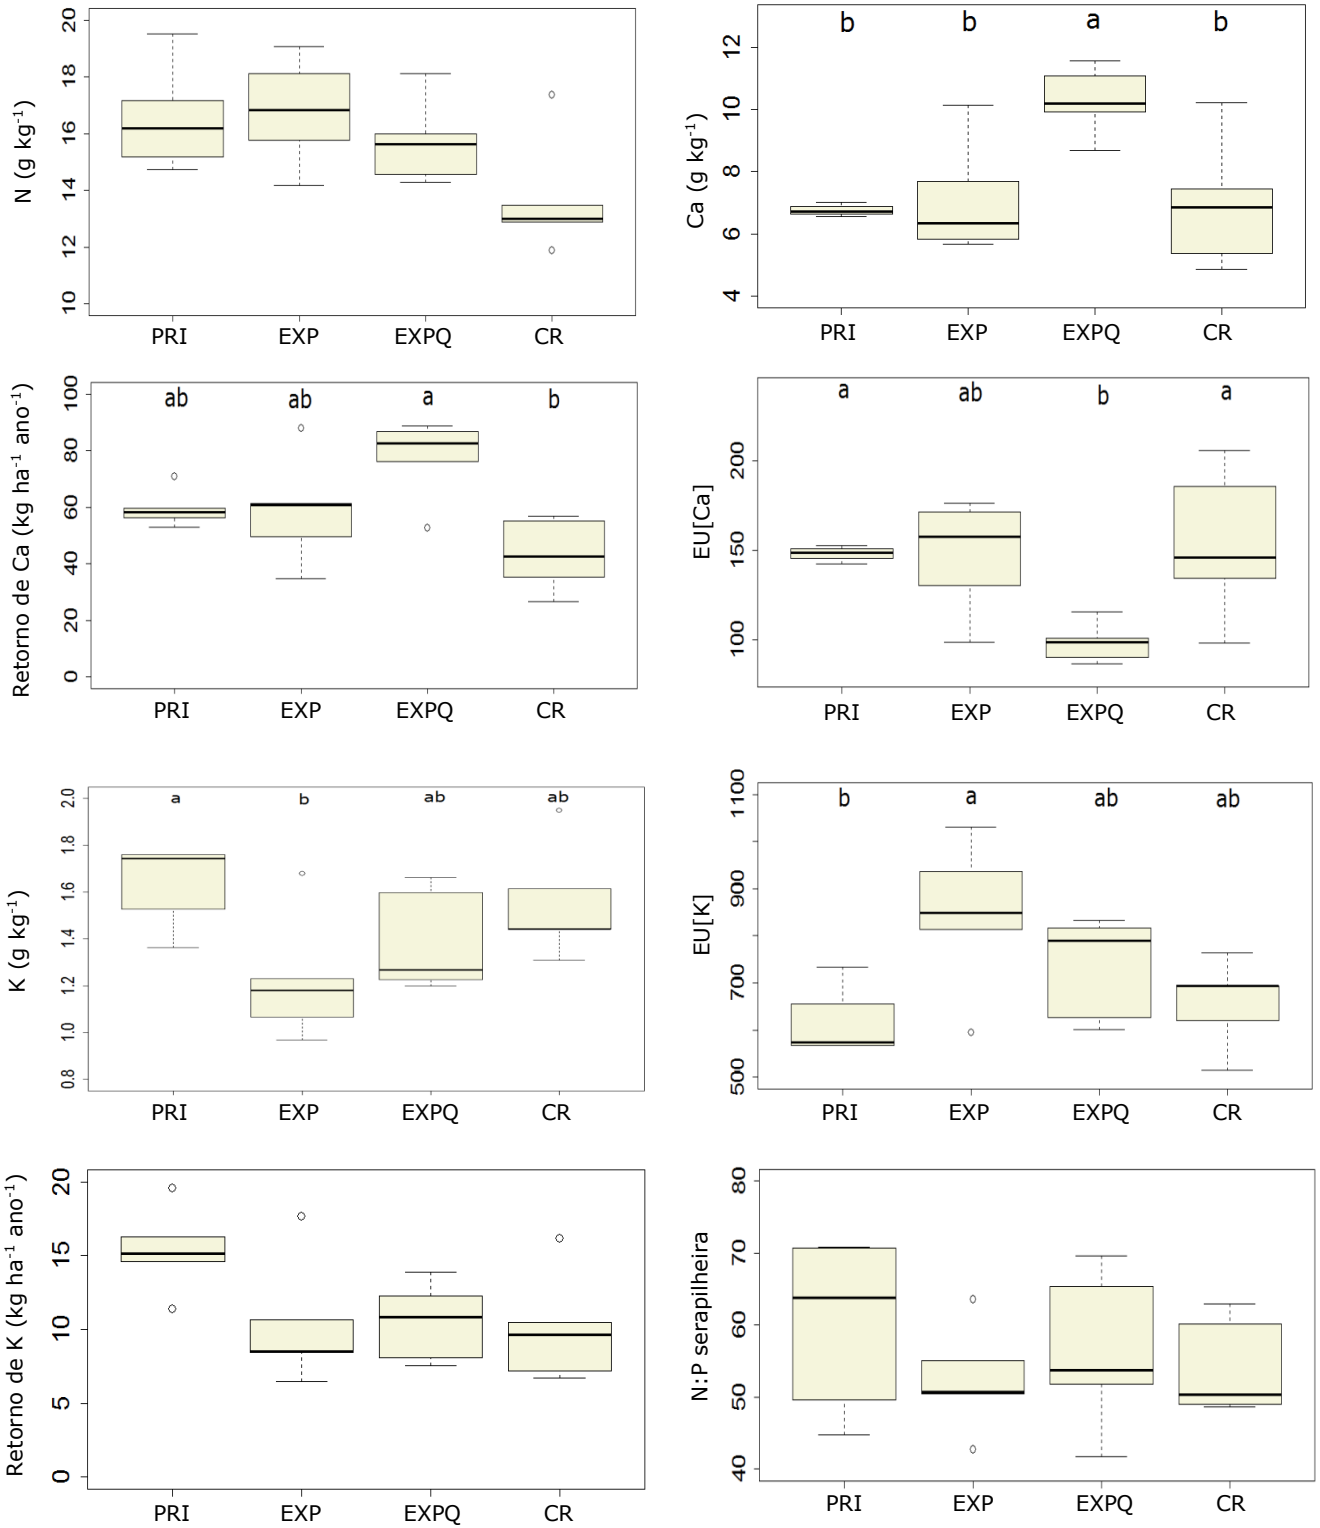 N (g kg⁻¹)
20
18
16
14
12
10
PRI EXP EXPQ CR
Ca (g kg⁻¹)
b b a b
12
10
8
6
4
PRI EXP EXPQ CR
Retorno de Ca (kg ha⁻¹ ano⁻¹)
ab ab a b
100
80
60
40
20
0
PRI EXP EXPQ CR
EU[Ca]
a ab b a
200
150
100
PRI EXP EXPQ CR
K (g kg⁻¹)
a b ab ab
2.0
1.8
1.6
1.4
1.2
1.0
0.8
PRI EXP EXPQ CR
EU[K]
b a ab ab
1100
900
700
500
PRI EXP EXPQ CR
Retorno de K (kg ha⁻¹ ano⁻¹)
20
15
10
5
0
PRI EXP EXPQ CR
N:P serapilheira
80
70
60
50
40
PRI EXP EXPQ CR